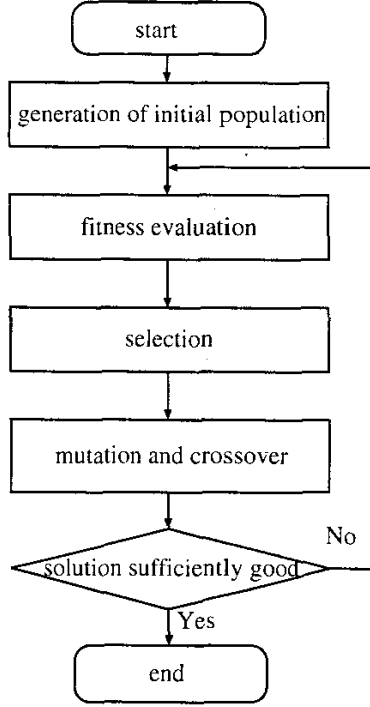 start
generation of initial population
fitness evaluation
selection
mutation and crossover
solution sufficiently good
No
Yes
end